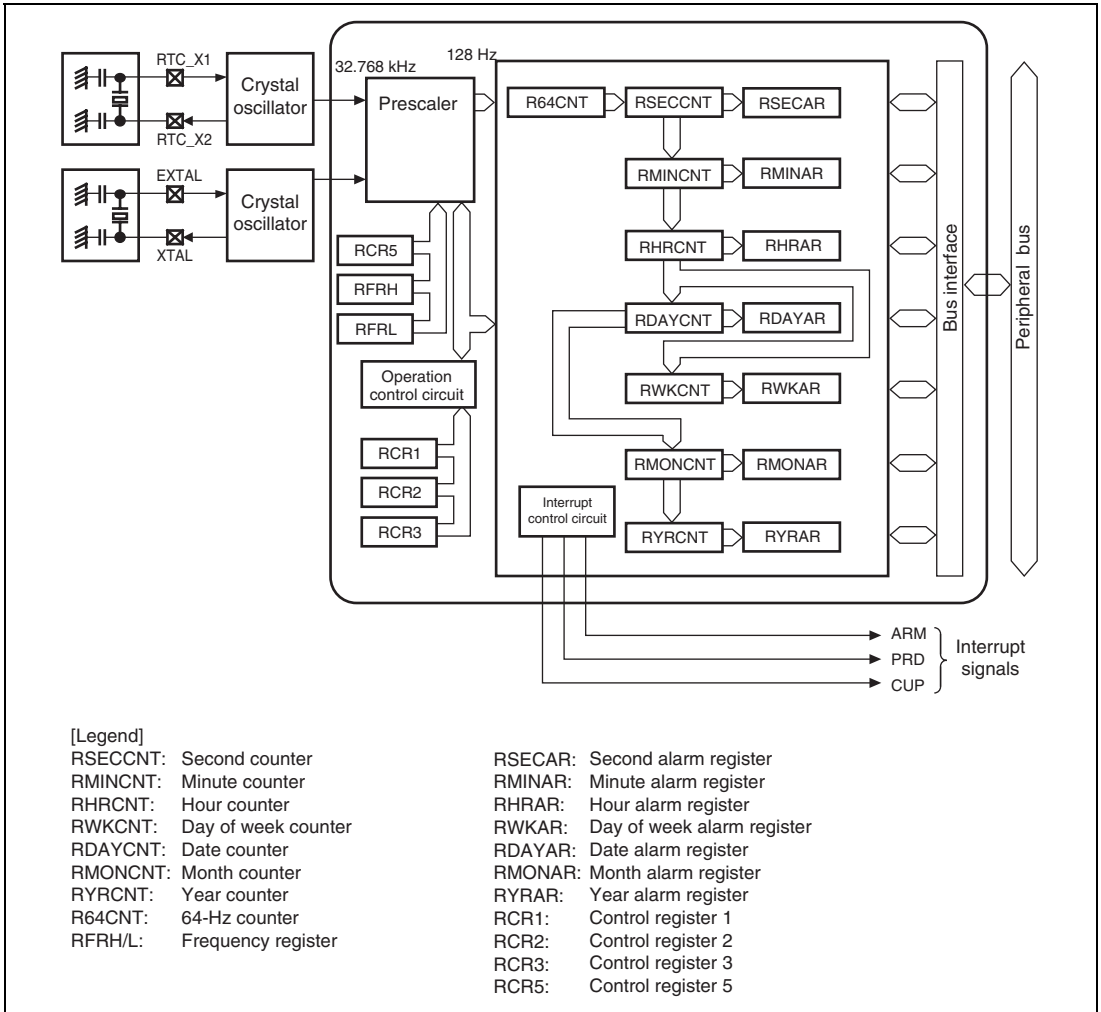 RTC_X1
RTC_X2
Crystal
oscillator
EXTAL
XTAL
Crystal
oscillator
32.768 kHz
128 Hz
Prescaler
RCR5
RFRH
RFRL
Operation
control circuit
RCR1
RCR2
RCR3
R64CNT
RSECCNT
RSECAR
RMINCNT
RMINAR
RHRCNT
RHRAR
RDAYCNT
RDAYAR
RWKCNT
RWKAR
RMONCNT
RMONAR
RYRCNT
RYRAR
Interrupt
control circuit
Bus interface
Peripheral bus
ARM
PRD
CUP
Interrupt
signals
[Legend]
RSECCNT: Second counter
RMINCNT: Minute counter
RHRCNT: Hour counter
RWKCNT: Day of week counter
RDAYCNT: Date counter
RMONCNT: Month counter
RYRCNT: Year counter
R64CNT: 64-Hz counter
RFRH/L: Frequency register
RSECAR: Second alarm register
RMINAR: Minute alarm register
RHRAR: Hour alarm register
RWKAR: Day of week alarm register
RDAYAR: Date alarm register
RMONAR: Month alarm register
RYRAR: Year alarm register
RCR1: Control register 1
RCR2: Control register 2
RCR3: Control register 3
RCR5: Control register 5